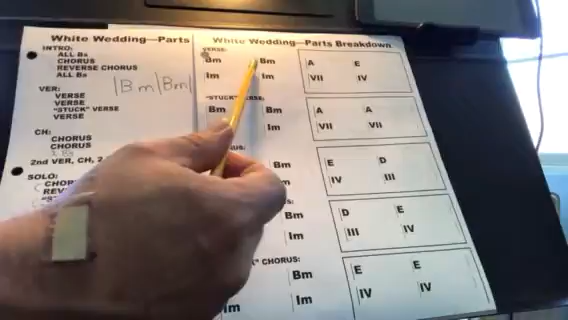 White Wedding—Parts
INTRO:
ALL Bs
CHORUS
REVERSE CHORUS
ALL Bs
|Bm|Bm|
VER:
VERSE
VERSE
"STUCK" VERSE
VERSE
CH:
CHORUS
CHORUS
2nd VER, CH, 2
SOLO:
CHOR
REV
"S
White Wedding—Parts Breakdown
VERSE:
Bm Bm A E
Im Im VII IV
"STUCK" VERSE:
Bm Bm A A
Im VII VII
US:
Bm E D
IV III
Bm D E
Im III IV
" CHORUS:
Bm E E
Im Im IV IV